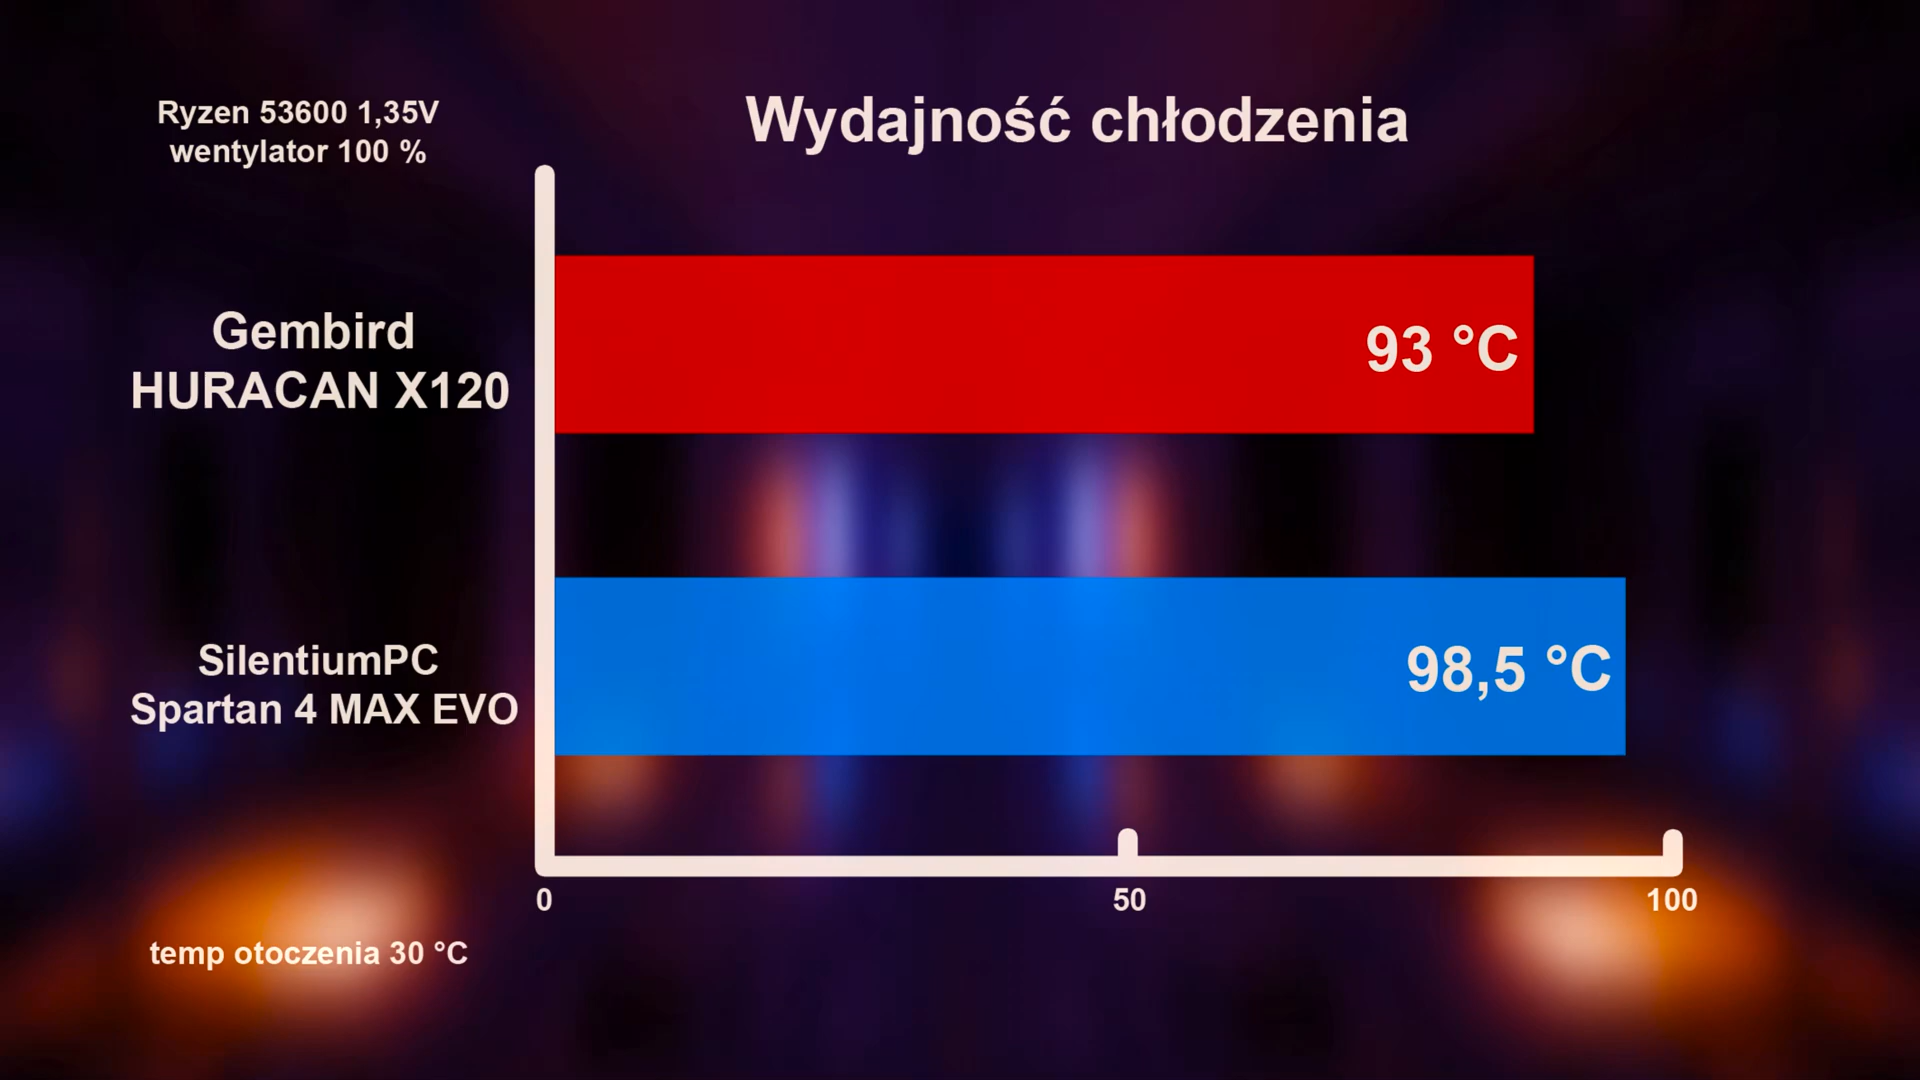 Ryzen 53600 1,35V
wentylator 100 %
Wydajność chłodzenia
Gembird
HURACAN X120
93 °C
SilentiumPC
Spartan 4 MAX EVO
98,5 °C
0
50
100
temp otoczenia 30 °C